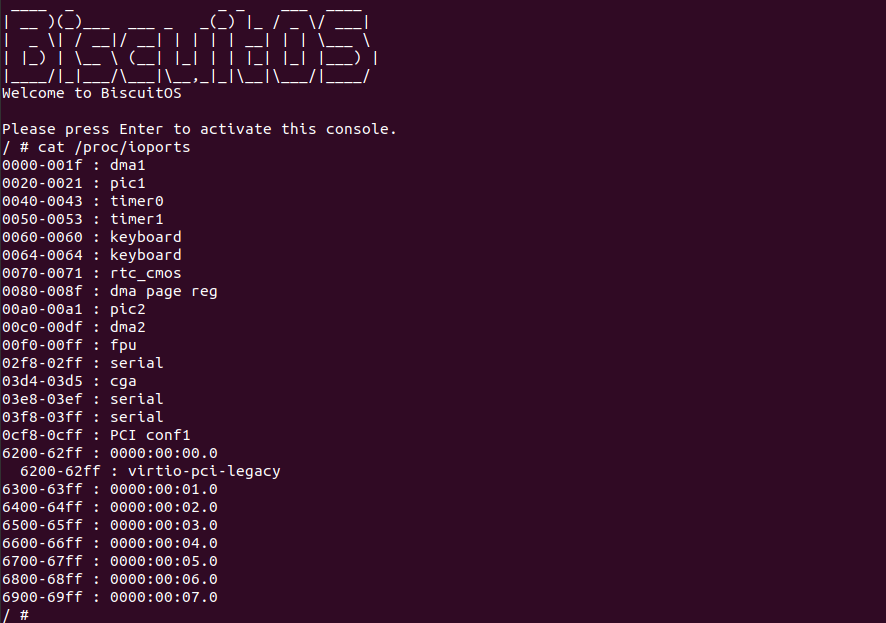 ____  _                _ _    ___  ____
| __ )(_)___  ___ _   _(_) |_ / _ \/ ___|
|  _ \| / __|/ __| | | | | __| | | \___ \
| |_) | \__ \ (__| |_| | | |_| |_| |___) |
|____/|_|___/\___|\__,_|_|\__|\___/|____/
Welcome to BiscuitOS
Please press Enter to activate this console.
/ # cat /proc/ioports
0000-001f : dma1
0020-0021 : pic1
0040-0043 : timer0
0050-0053 : timer1
0060-0060 : keyboard
0064-0064 : keyboard
0070-0071 : rtc_cmos
0080-008f : dma page reg
00a0-00a1 : pic2
00c0-00df : dma2
00f0-00ff : fpu
02f8-02ff : serial
03d4-03d5 : cga
03e8-03ef : serial
03f8-03ff : serial
0cf8-0cff : PCI conf1
6200-62ff : 0000:00:00.0
  6200-62ff : virtio-pci-legacy
6300-63ff : 0000:00:01.0
6400-64ff : 0000:00:02.0
6500-65ff : 0000:00:03.0
6600-66ff : 0000:00:04.0
6700-67ff : 0000:00:05.0
6800-68ff : 0000:00:06.0
6900-69ff : 0000:00:07.0
/ #